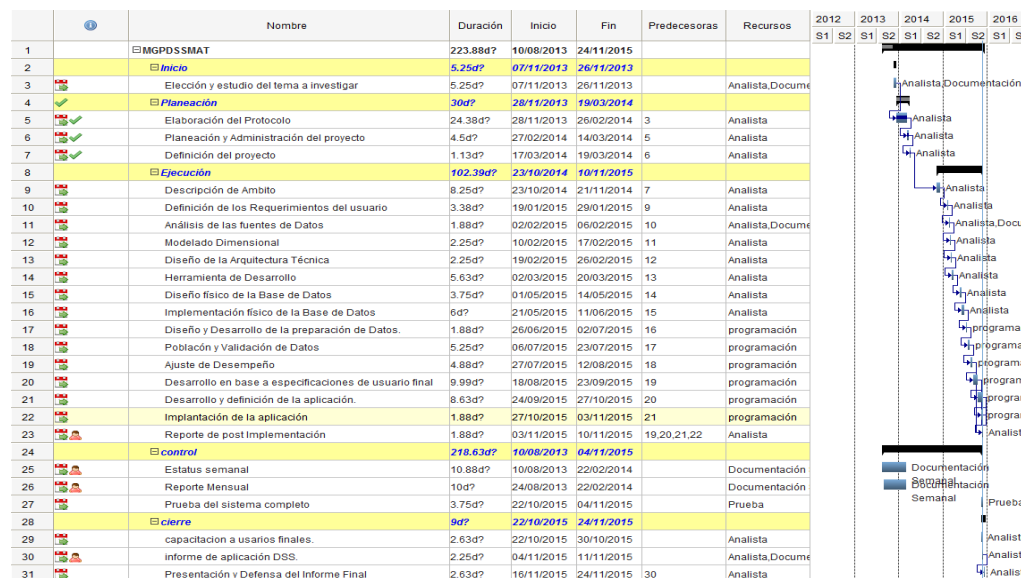 Nombre Duración Inicio Fin Predecesoras Recursos 2012 2013 2014 2015 2016
S1 S2 S1 S2 S1 S2 S1 S2 S1
1 MGPDSSMAT 223.88d? 10/08/2013 24/11/2015
2 Inicio 5.25d? 07/11/2013 26/11/2013
3 Elección y estudio del tema a investigar 5.25d? 07/11/2013 26/11/2013 Analista,Docume Analista,Documentación
4 Planeación 30d? 28/11/2013 19/03/2014
5 Elaboración del Protocolo 24.38d? 28/11/2013 26/02/2014 3 Analista Analista
6 Planeación y Administración del proyecto 4.5d? 27/02/2014 14/03/2014 5 Analista Analista
7 Definición del proyecto 1.13d? 17/03/2014 19/03/2014 6 Analista Analista
8 Ejecución 102.39d? 23/10/2014 10/11/2015
9 Descripción de Ambito 8.25d? 23/10/2014 21/11/2014 7 Analista Analista
10 Definición de los Requerimientos del usuario 3.38d? 19/01/2015 29/01/2015 9 Analista Analista
11 Análisis de las fuentes de Datos 1.88d? 02/02/2015 06/02/2015 10 Analista,Docume Analista,Docu
12 Modelado Dimensional 2.25d? 10/02/2015 17/02/2015 11 Analista Analista
13 Diseño de la Arquitectura Técnica 2.25d? 19/02/2015 26/02/2015 12 Analista Analista
14 Herramienta de Desarrollo 5.63d? 02/03/2015 20/03/2015 13 Analista Analista
15 Diseño físico de la Base de Datos 3.75d? 01/05/2015 14/05/2015 14 Analista Analista
16 Implementación físico de la Base de Datos 6d? 21/05/2015 11/06/2015 15 Analista Analista
17 Diseño y Desarrollo de la preparación de Datos. 1.88d? 26/06/2015 02/07/2015 16 programación programa
18 Poblacón y Validación de Datos 5.25d? 06/07/2015 23/07/2015 17 programación programa
19 Ajuste de Desempeño 4.88d? 27/07/2015 12/08/2015 18 programación programa
20 Desarrollo en base a especificaciones de usuario final 9.99d? 18/08/2015 23/09/2015 19 programación program
21 Desarrollo y definición de la aplicación. 8.63d? 24/09/2015 27/10/2015 20 programación progra
22 Implantación de la aplicación 1.88d? 27/10/2015 03/11/2015 21 programación progra
23 Reporte de post Implementación 1.88d? 03/11/2015 10/11/2015 19,20,21,22 Analista Analist
24 control 218.63d? 10/08/2013 04/11/2015
25 Estatus semanal 10.88d? 10/08/2013 22/02/2014 Documentación Documentación Semanal
26 Reporte Mensual 10d? 24/08/2013 22/02/2014 Documentación Documentación Semanal
27 Prueba del sistema completo 3.75d? 22/10/2015 04/11/2015 Prueba Prueba
28 cierre 9d? 22/10/2015 24/11/2015
29 capacitacion a usarios finales. 2.63d? 22/10/2015 30/10/2015 Analista Analist
30 informe de aplicación DSS. 2.25d? 04/11/2015 11/11/2015 Analista,Docume Analist
31 Presentación y Defensa del Informe Final 2.63d? 16/11/2015 24/11/2015 30 Analista Analis